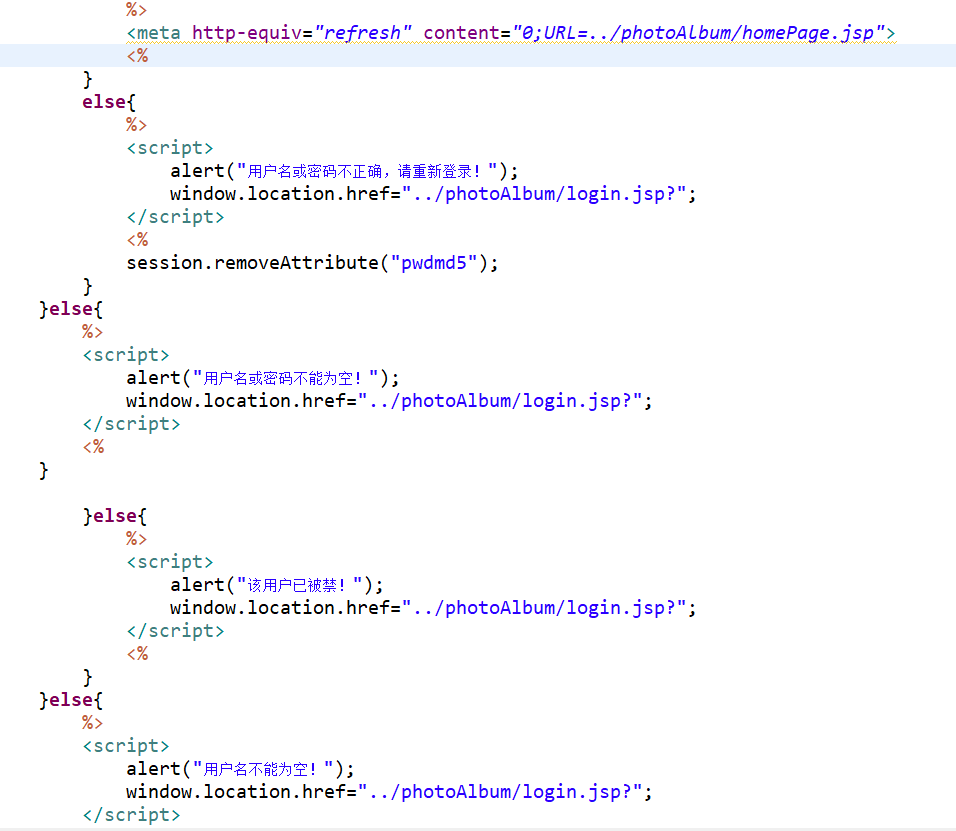 %>
<meta http-equiv="refresh" content="0;URL=../photoAlbum/homePage.jsp">
<%
}
else{
%>
<script>
alert("用户名或密码不正确，请重新登录！");
window.location.href="../photoAlbum/login.jsp?";
</script>
<%
session.removeAttribute("pwdmd5");
}
}else{
%>
<script>
alert("用户名或密码不能为空！");
window.location.href="../photoAlbum/login.jsp?";
</script>
<%
}
}else{
%>
<script>
alert("该用户已被禁！");
window.location.href="../photoAlbum/login.jsp?";
</script>
<%
}
}else{
%>
<script>
alert("用户名不能为空！");
window.location.href="../photoAlbum/login.jsp?";
</script>